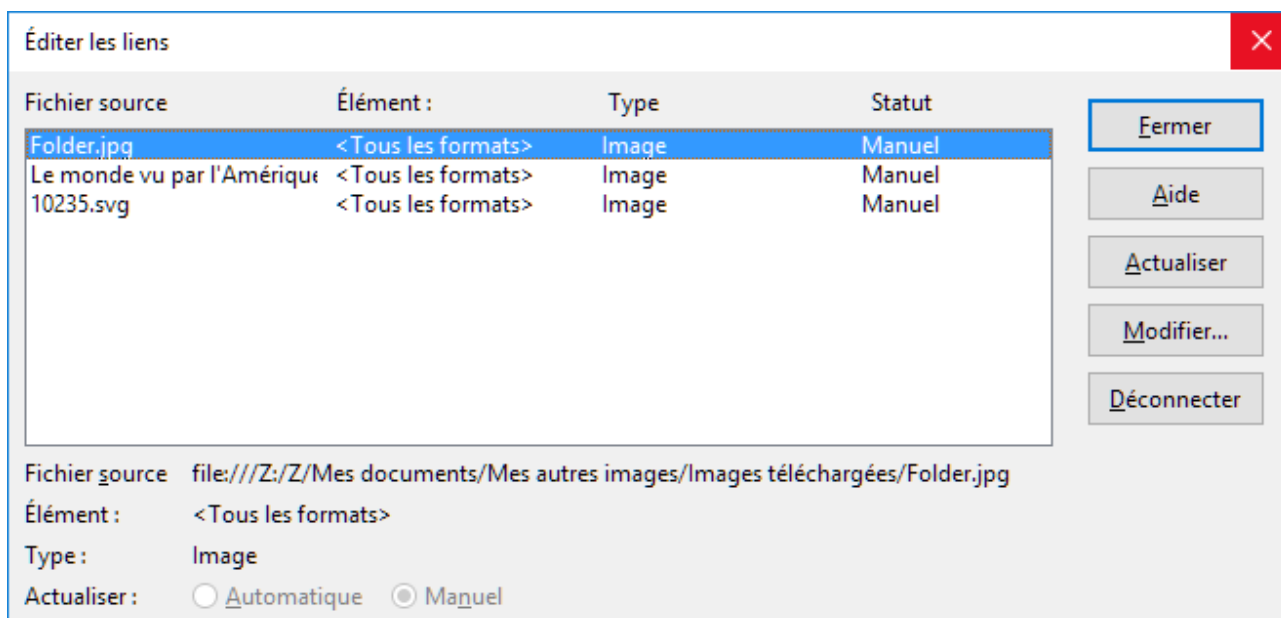 Éditer les liens
Fichier source Élément : Type Statut
Folder.jpg <Tous les formats> Image Manuel
Le monde vu par l'Amérique <Tous les formats> Image Manuel
10235.svg <Tous les formats> Image Manuel
Fermer
Aide
Actualiser
Modifier...
Déconnecter
Fichier source file:///Z:/Z/Mes documents/Mes autres images/Images téléchargées/Folder.jpg
Élément : <Tous les formats>
Type : Image
Actualiser : Automatique Manuel